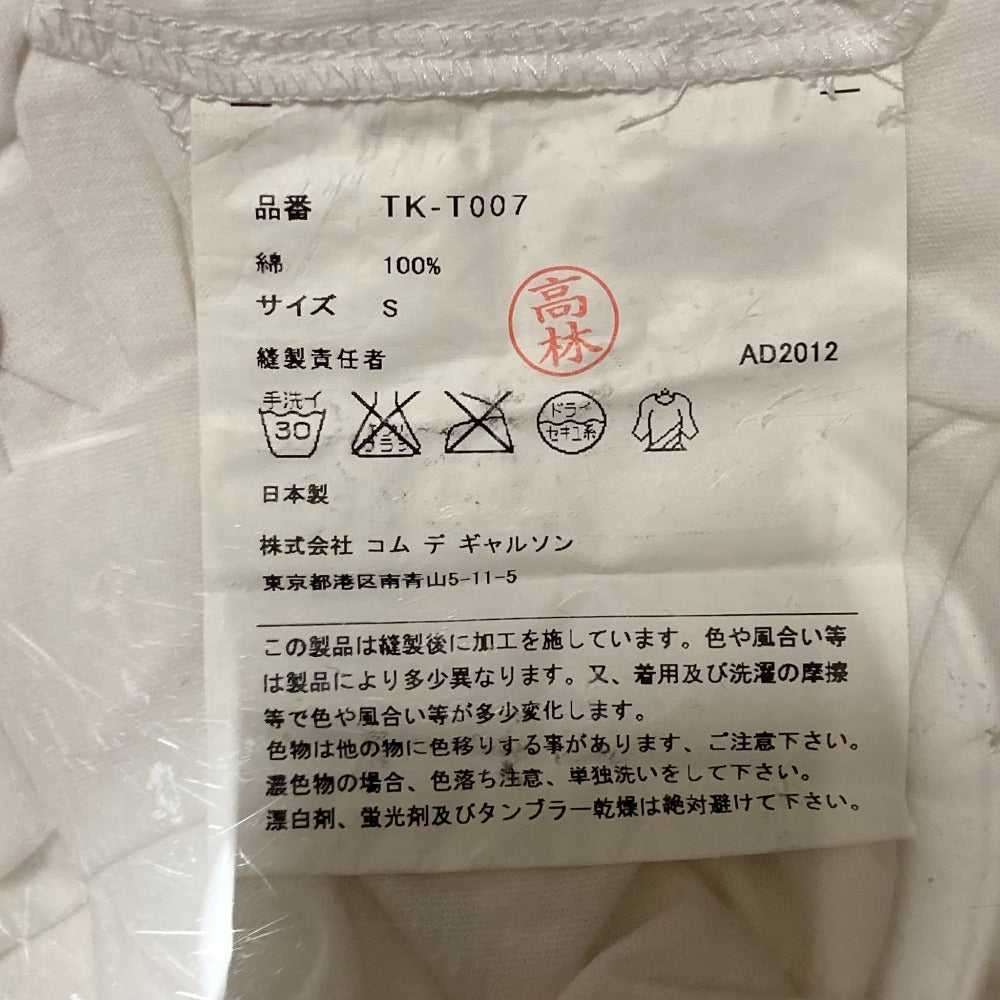 品番 TK-T007
綿 100%
サイズ S
縫製責任者
高林
AD2012
手洗イ
30
ドライ
セキユ系
日本製
株式会社 コム デ ギャルソン
東京都港区南青山5-11-5
この製品は縫製後に加工を施しています。色や風合い等
は製品により多少異なります。又、着用及び洗濯の摩擦
等で色や風合い等が多少変化します。
色物は他の物に色移りする事があります、ご注意下さい。
濃色物の場合、色落ち注意、単独洗いをして下さい。
漂白剤、蛍光剤及びタンブラー乾燥は絶対避けて下さい。